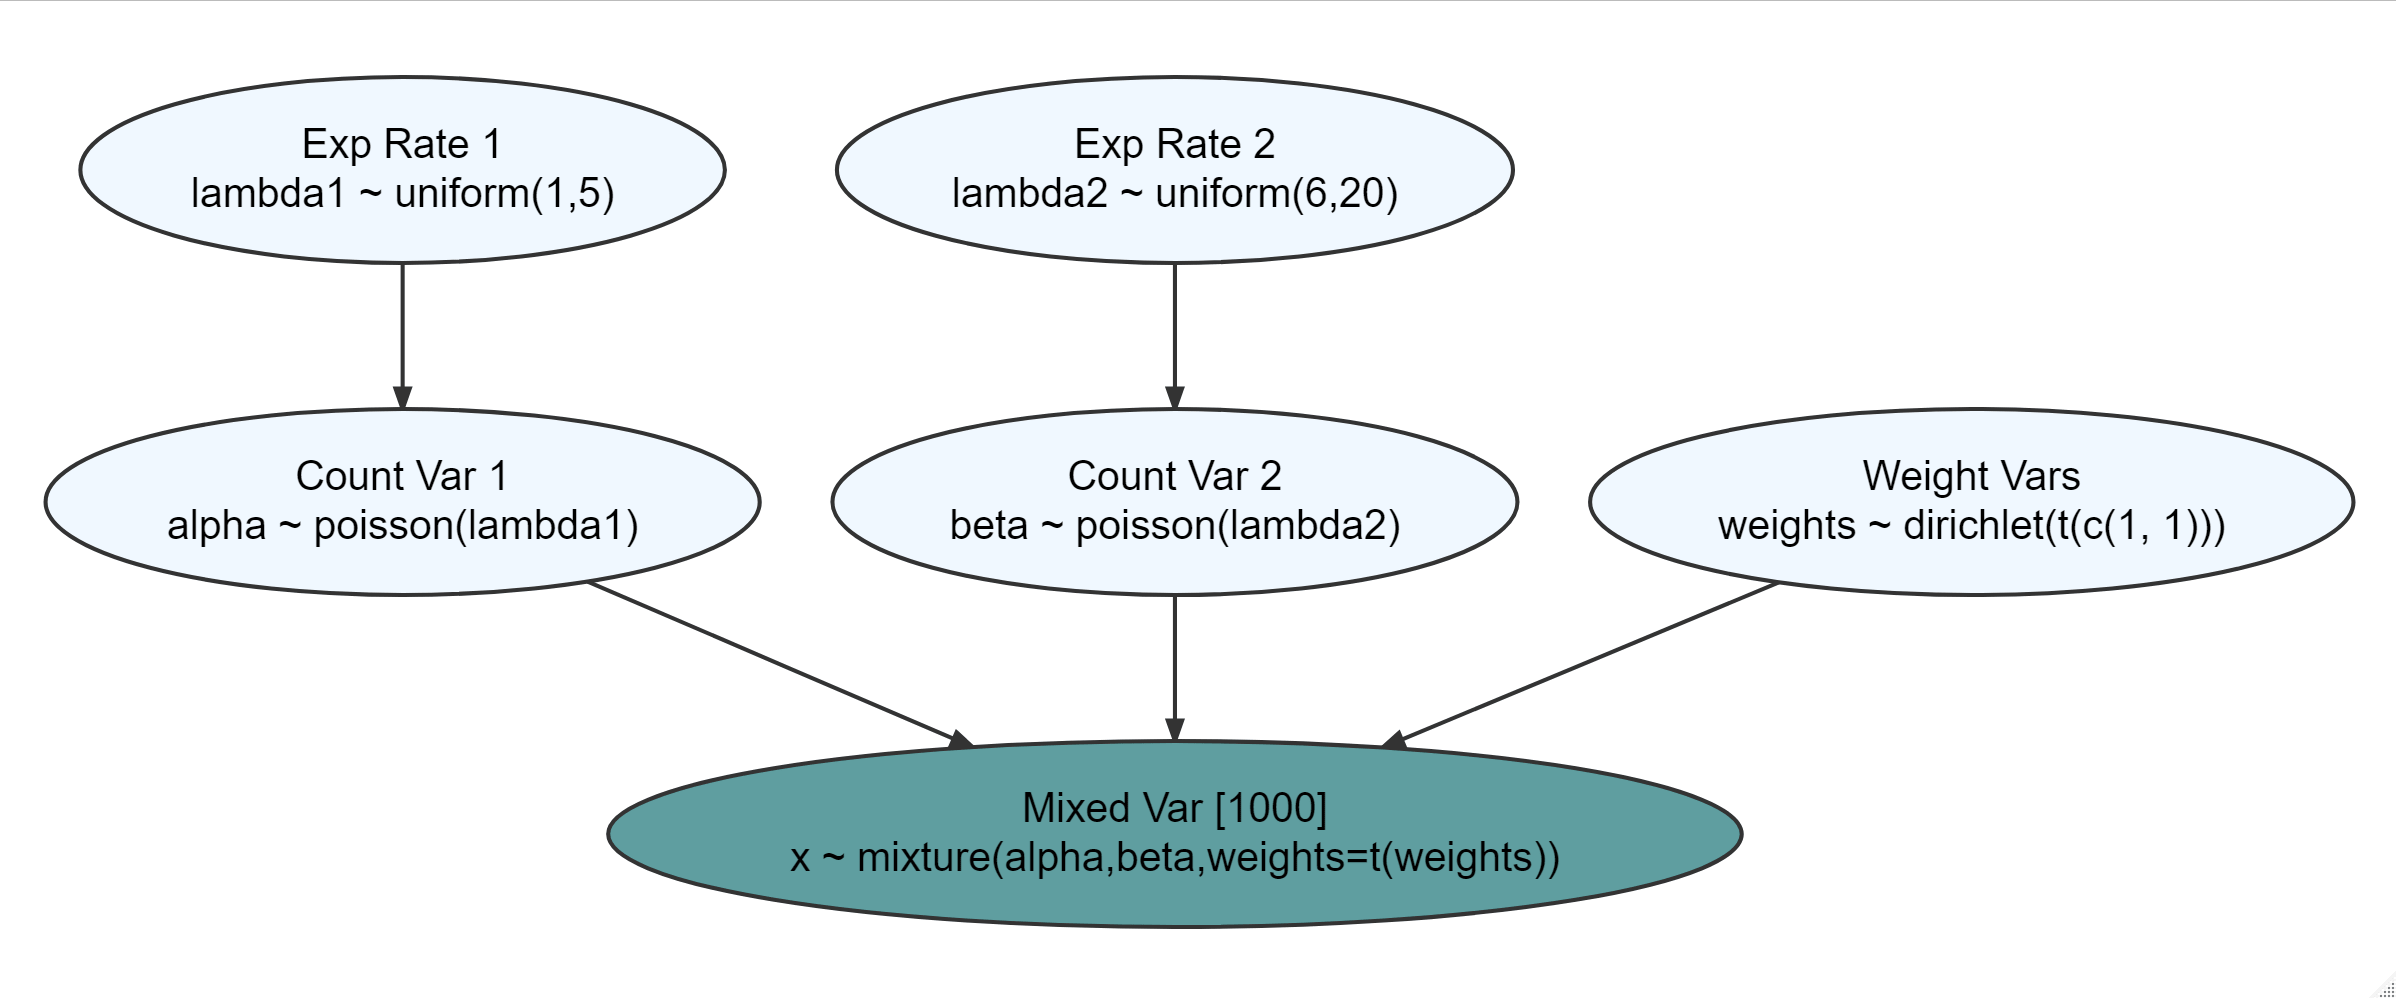 Exp Rate 1
lambda1 ~ uniform(1,5)
Exp Rate 2
lambda2 ~ uniform(6,20)
Count Var 1
alpha ~ poisson(lambda1)
Count Var 2
beta ~ poisson(lambda2)
Weight Vars
weights ~ dirichlet(t(c(1, 1)))
Mixed Var [1000]
x ~ mixture(alpha,beta,weights=t(weights))